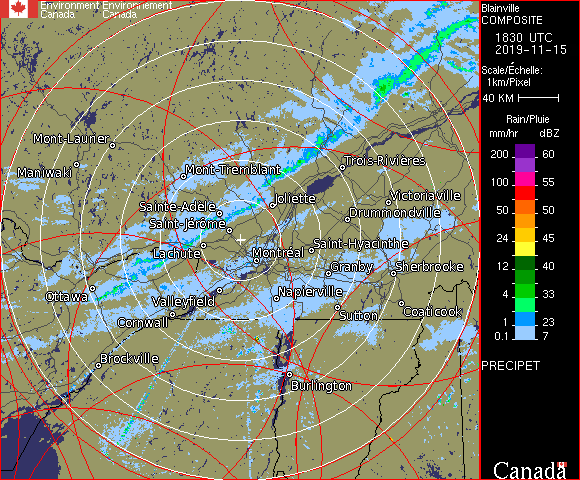 Environment Environnement
Canada Canada
Blainville
COMPOSITE
1830 UTC
2019-11-15
Scale/Échelle:
1km/Pixel
40 KM
Rain/Pluie
mm/hr dBZ
200 60
100 55
50 50
24 45
12 40
4 33
1 23
0.1 7
PRECIPET
Canada
Mont-Laurier
Maniwaki
Mont-Tremblant
Trois-Rivières
Sainte-Adele
Joliette
Victoriaville
Saint-Jérôme
Drummondville
Lachute
Montréal
Saint-Hyacinthe
Granby
Sherbrooke
Ottawa
Valleyfield
Napierville
Cornwall
Sutton
Coaticook
Brockville
Burlington